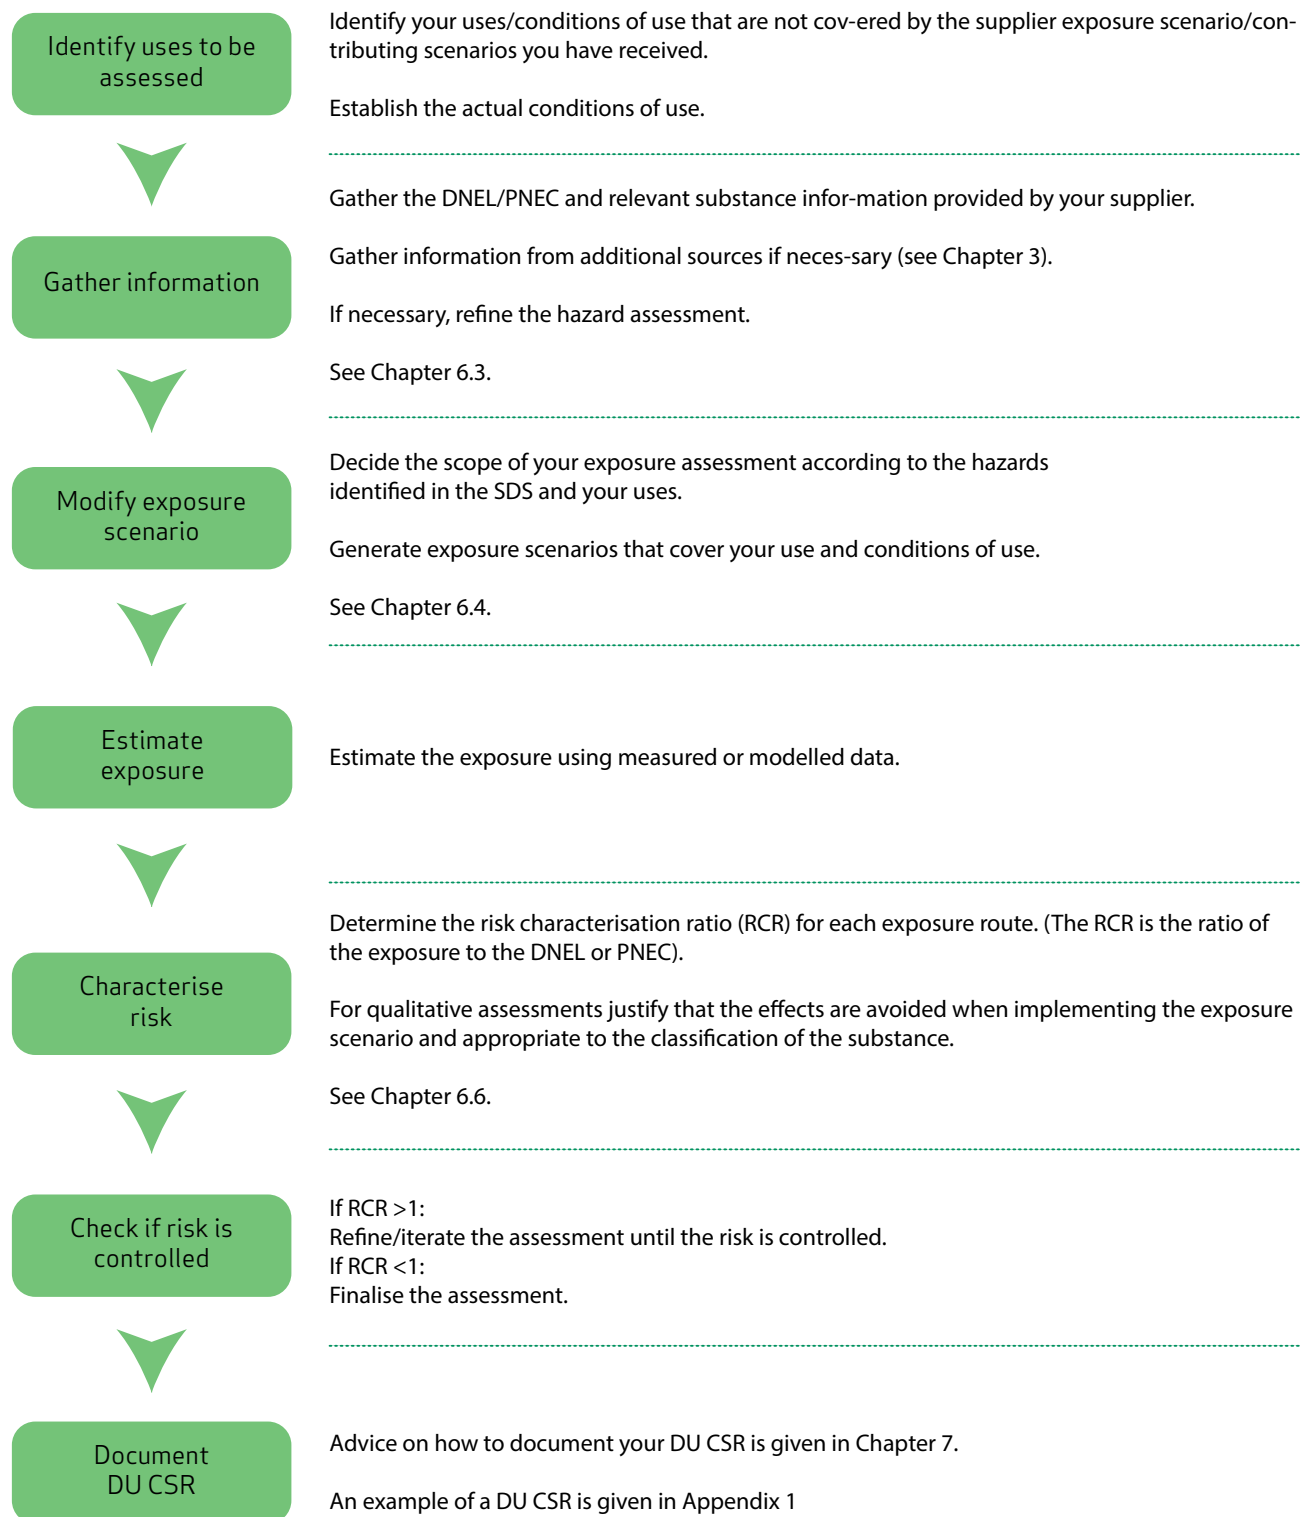 Identify uses to be
assessed
Identify your uses/conditions of use that are not cov-ered by the supplier exposure scenario/con-
tributing scenarios you have received.
Establish the actual conditions of use.
Gather information
Gather the DNEL/PNEC and relevant substance infor-mation provided by your supplier.
Gather information from additional sources if neces-sary (see Chapter 3).
If necessary, refine the hazard assessment.
See Chapter 6.3.
Modify exposure
scenario
Decide the scope of your exposure assessment according to the hazards
identified in the SDS and your uses.
Generate exposure scenarios that cover your use and conditions of use.
See Chapter 6.4.
Estimate
exposure
Estimate the exposure using measured or modelled data.
Characterise
risk
Determine the risk characterisation ratio (RCR) for each exposure route. (The RCR is the ratio of
the exposure to the DNEL or PNEC).
For qualitative assessments justify that the effects are avoided when implementing the exposure
scenario and appropriate to the classification of the substance.
See Chapter 6.6.
Check if risk is
controlled
If RCR >1:
Refine/iterate the assessment until the risk is controlled.
If RCR <1:
Finalise the assessment.
Document
DU CSR
Advice on how to document your DU CSR is given in Chapter 7.
An example of a DU CSR is given in Appendix 1